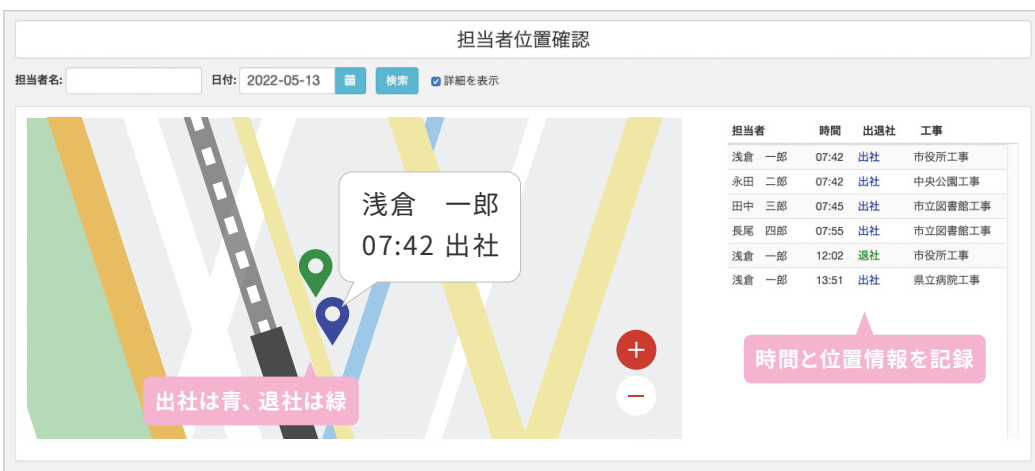 担当者位置確認
担当者名: 日付: 2022-05-13 検索 詳細を表示
浅倉　一郎
07:42 出社
出社は青、退社は緑
担当者 時間 出退社 工事
浅倉　一郎 07:42 出社 市役所工事
永田　二郎 07:42 出社 中央公園工事
田中　三郎 07:45 出社 市立図書館工事
長尾　四郎 07:55 出社 市立図書館工事
浅倉　一郎 12:02 退社 市役所工事
浅倉　一郎 13:51 出社 県立病院工事
時間と位置情報を記録